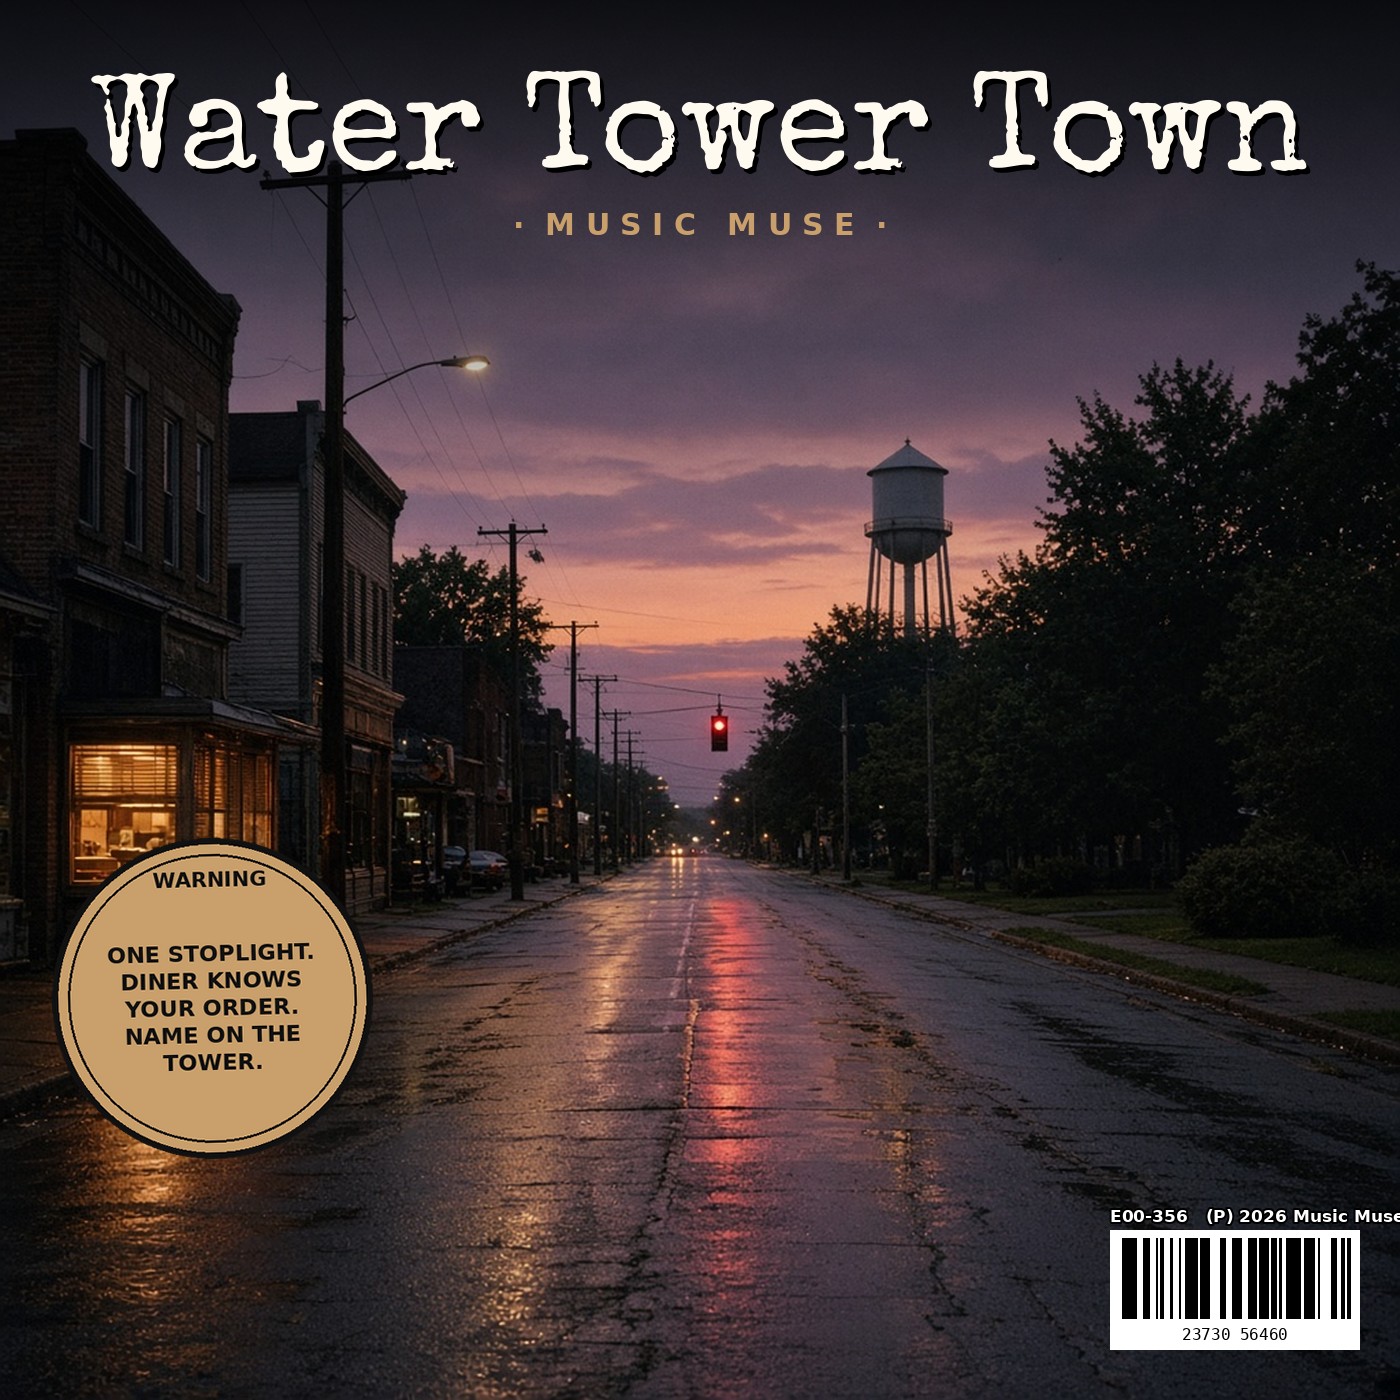 Water Tower Town
· MUSIC MUSE ·
WARNING
ONE STOPLIGHT.
DINER KNOWS
YOUR ORDER.
NAME ON THE
TOWER.
E00-356 (P) 2026 Music Muse
23730 56460